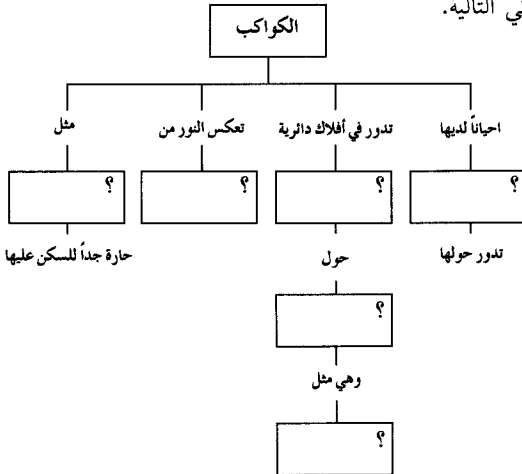 ي التاليه.
الكواكب
احياناً لديها
تدور في أفلاك دائرية
تعكس النور من
مثل
؟
؟
؟
؟
تدور حولها
حول
حارة جداً للسكن عليها
؟
وهي مثل
؟